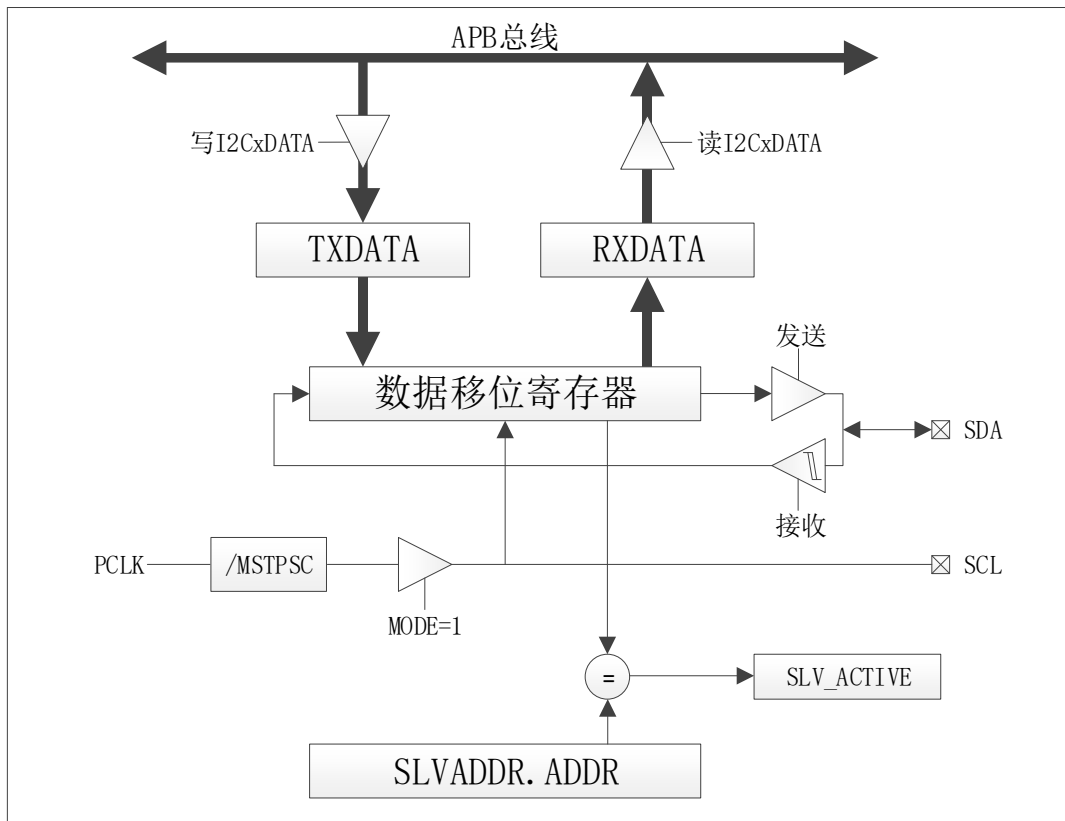 APB总线
写I2CxDATA
读I2CxDATA
TXDATA
RXDATA
发送
数据移位寄存器
SDA
接收
PCLK
/MSTPSC
SCL
MODE=1
=
SLV_ACTIVE
SLVADDR.ADDR